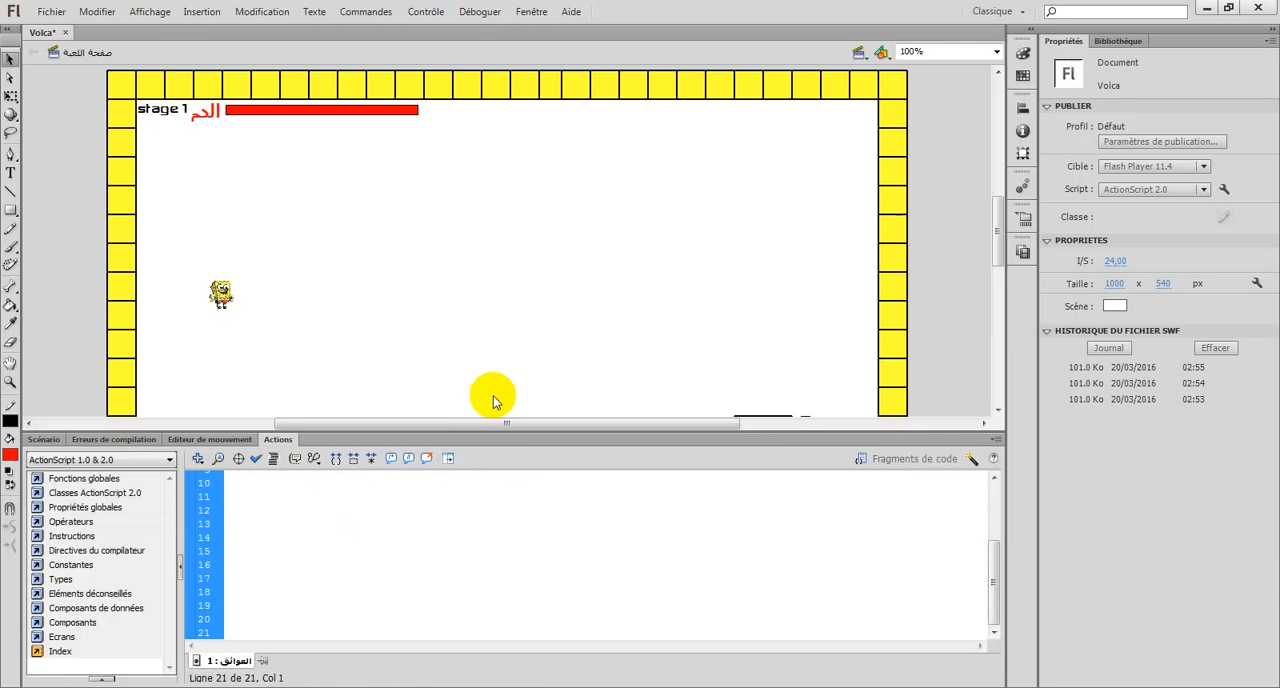 Fl Fichier Modifier Affichage Insertion Modification Texte Commandes Contrôle Déboguer Fenêtre Aide Classique
Volca* ×
صفحة اللعبة 100%
stage 1 الدم
Scénario Erreurs de compilation Editeur de mouvement Actions
ActionScript 1.0 & 2.0
Fragments de code
Fonctions globales
Classes ActionScript 2.0
Propriétés globales
Opérateurs
Instructions
Directives du compilateur
Constantes
Types
Eléments déconseillés
Composants de données
Composants
Ecrans
Index
10
11
12
13
14
15
16
17
18
19
20
21
العوائق : 1
Ligne 21 de 21, Col 1
Propriétés Bibliothèque
Fl Document
Volca
PUBLIER
Profil : Défaut
Paramètres de publication...
Cible : Flash Player 11.4
Script : ActionScript 2.0
Classe :
PROPRIETES
I/S : 24,00
Taille : 1000 x 540 px
Scène :
HISTORIQUE DU FICHIER SWF
Journal Effacer
101.0 Ko 20/03/2016 02:55
101.0 Ko 20/03/2016 02:54
101.0 Ko 20/03/2016 02:53